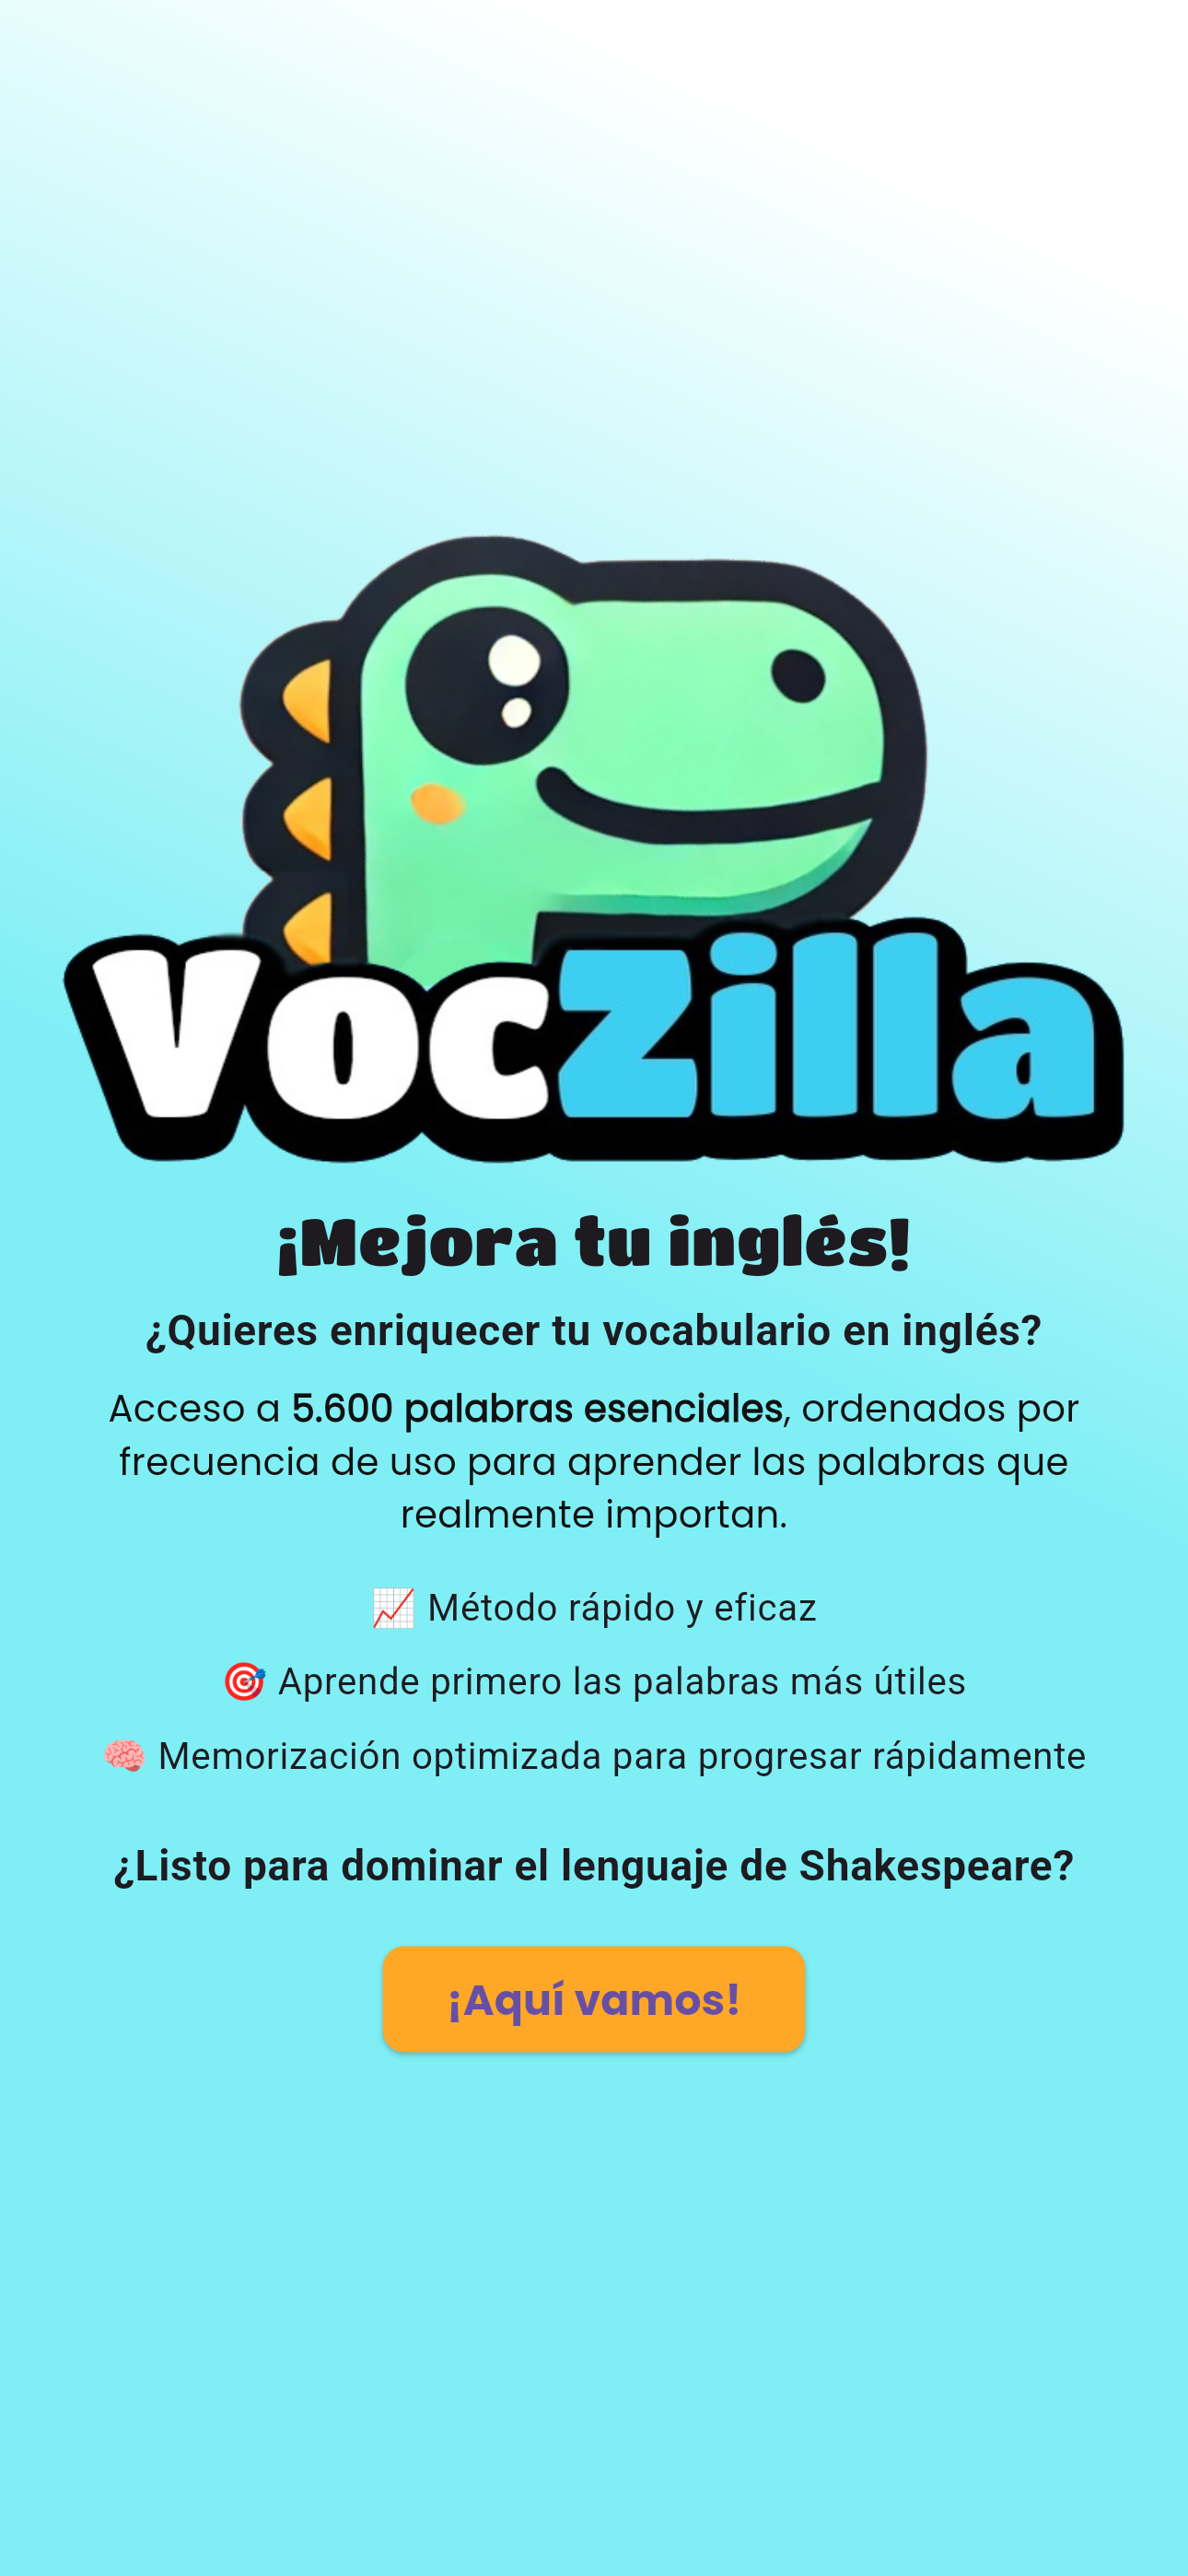 VocZilla
¡Mejora tu inglés!
¿Quieres enriquecer tu vocabulario en inglés?
Acceso a 5.600 palabras esenciales, ordenados por
frecuencia de uso para aprender las palabras que
realmente importan.
📈 Método rápido y eficaz
🎯 Aprende primero las palabras más útiles
🧠 Memorización optimizada para progresar rápidamente
¿Listo para dominar el lenguaje de Shakespeare?
¡Aquí vamos!